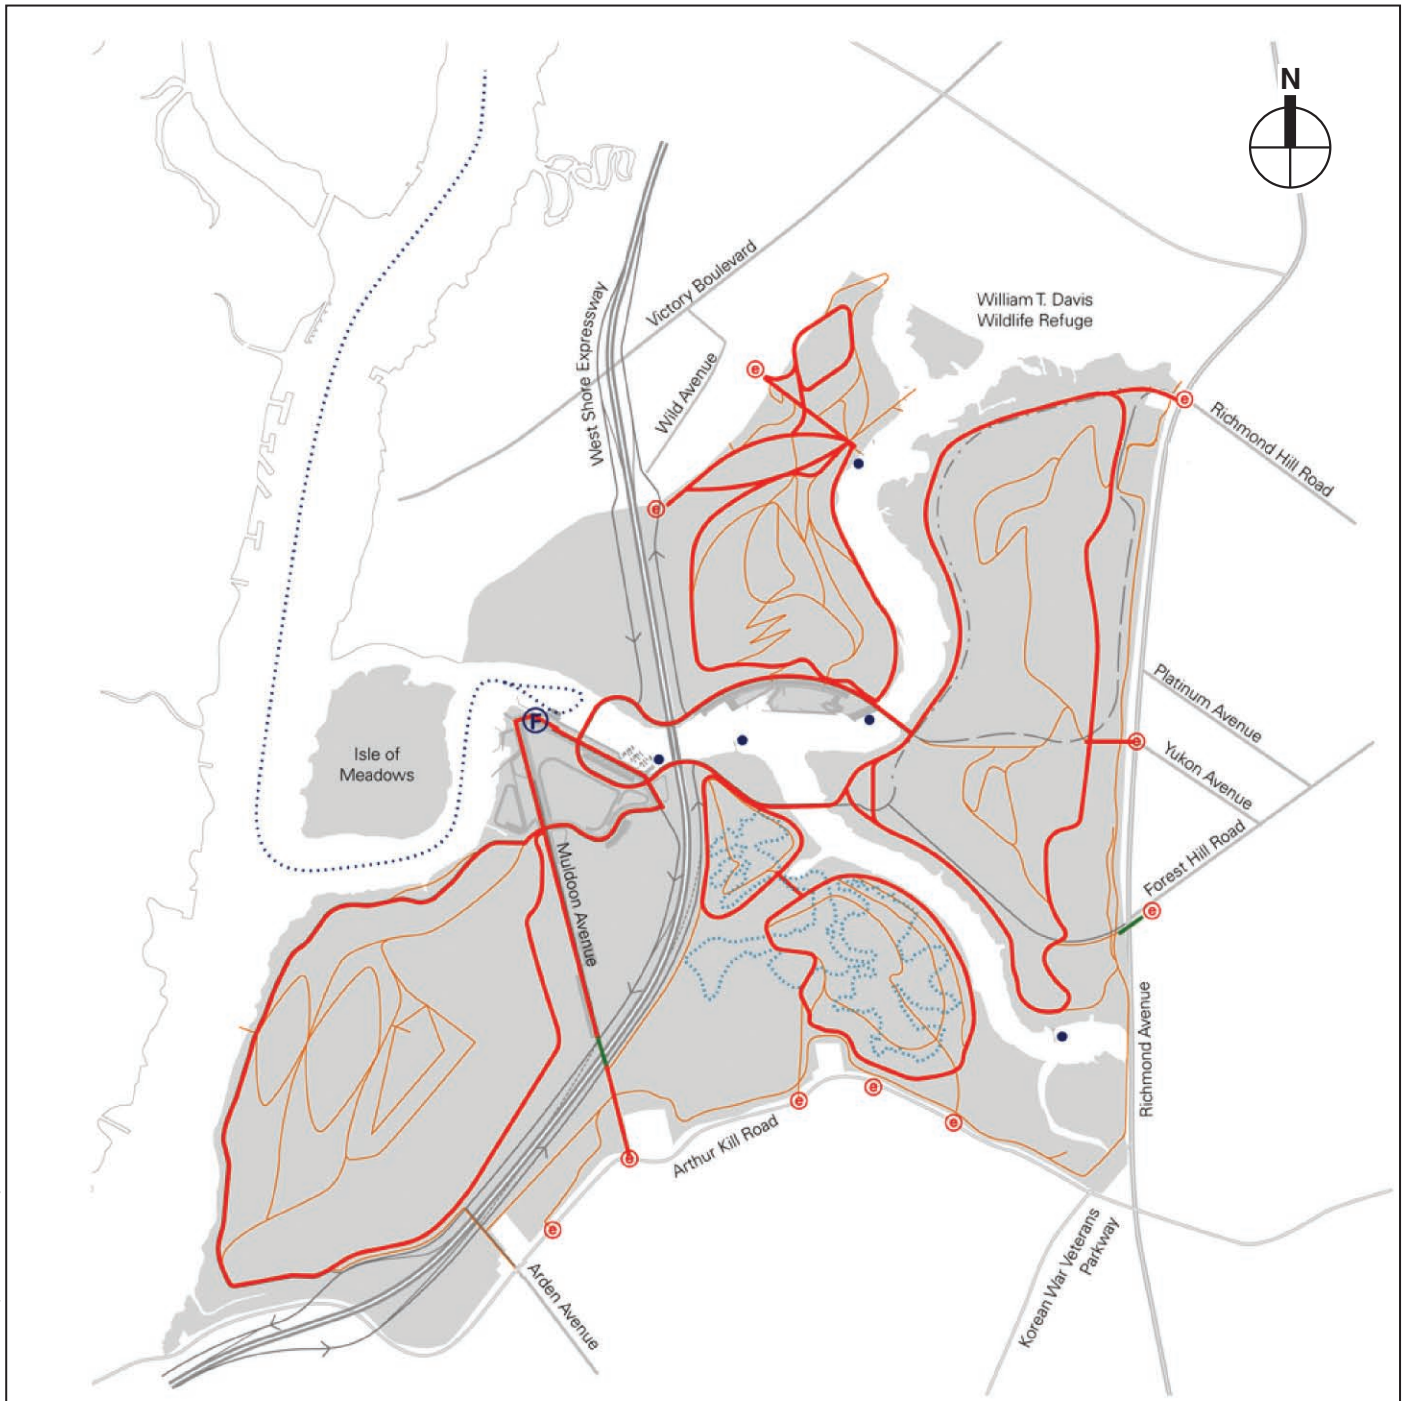 N
William T. Davis
Wildlife Refuge
Victory Boulevard
West Shore Expressway
Wild Avenue
e
e
Richmond Hill Road
e
Platinum Avenue
Yukon Avenue
e
F
Isle of
Meadows
Muldoon Avenue
Forest Hill Road
e
Richmond Avenue
e
e
e
Arthur Kill Road
e
e
Arden Avenue
Korean War Veterans
Parkway